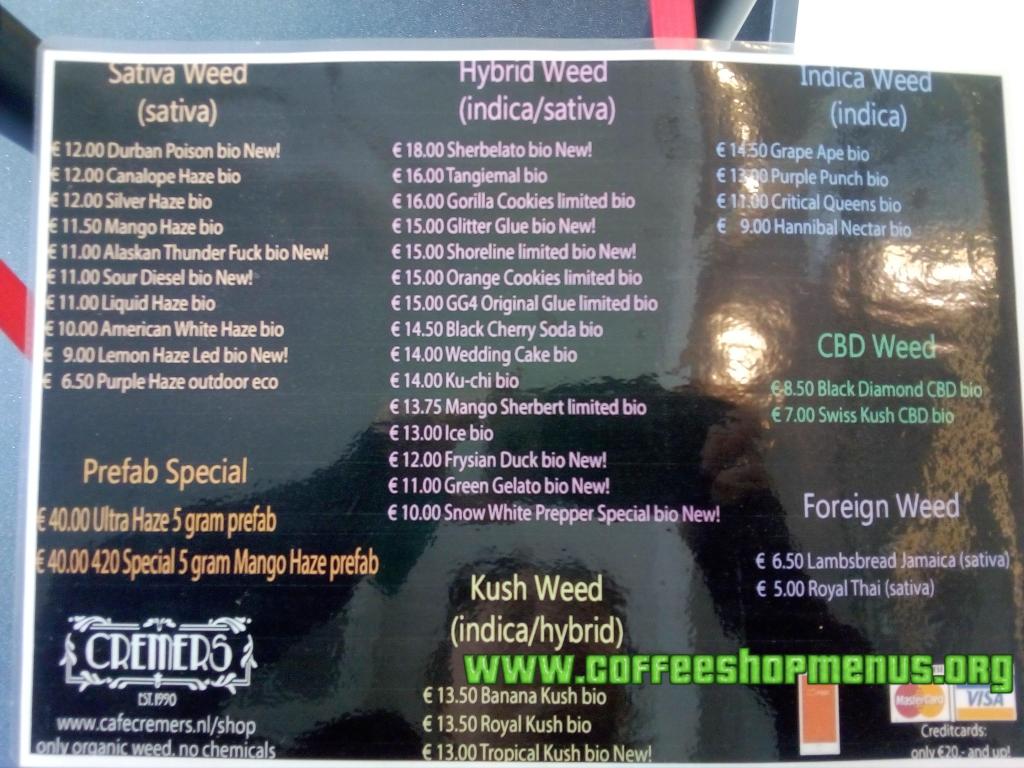 Sativa Weed
(sativa)
€ 12.00 Durban Poison bio New!
€ 12.00 Canalope Haze bio
€ 12.00 Silver Haze bio
€ 11.50 Mango Haze bio
€ 11.00 Alaskan Thunder Fuck bio New!
€ 11.00 Sour Diesel bio New!
€ 11.00 Liquid Haze bio
€ 10.00 American White Haze bio
€ 9.00 Lemon Haze Led bio New!
€ 6.50 Purple Haze outdoor eco
Prefab Special
€ 40.00 Ultra Haze 5 gram prefab
€ 40.00 420 Special 5 gram Mango Haze prefab
CREMERS
EST. 1990
www.cafecremers.nl/shop
only organic weed, no chemicals
Hybrid Weed
(indica/sativa)
€ 18.00 Sherbelato bio New!
€ 16.00 Tangiemal bio
€ 16.00 Gorilla Cookies limited bio
€ 15.00 Glitter Glue bio New!
€ 15.00 Shoreline limited bio New!
€ 15.00 Orange Cookies limited bio
€ 15.00 GG4 Original Glue limited bio
€ 14.50 Black Cherry Soda bio
€ 14.00 Wedding Cake bio
€ 14.00 Ku-chi bio
€ 13.75 Mango Sherbert limited bio
€ 13.00 Ice bio
€ 12.00 Frysian Duck bio New!
€ 11.00 Green Gelato bio New!
€ 10.00 Snow White Prepper Special bio New!
Kush Weed
(indica/hybrid)
€ 13.50 Banana Kush bio
€ 13.50 Royal Kush bio
€ 13.00 Tropical Kush bio New!
Indica Weed
(indica)
€ 14.50 Grape Ape bio
€ 13.00 Purple Punch bio
€ 11.00 Critical Queens bio
€ 9.00 Hannibal Nectar bio
CBD Weed
€ 8.50 Black Diamond CBD bio
€ 7.00 Swiss Kush CBD bio
Foreign Weed
€ 6.50 Lambsbread Jamaica (sativa)
€ 5.00 Royal Thai (sativa)
www.coffeeshopmenus.org
MasterCard
VISA
Creditcards:
only €20,- and up!